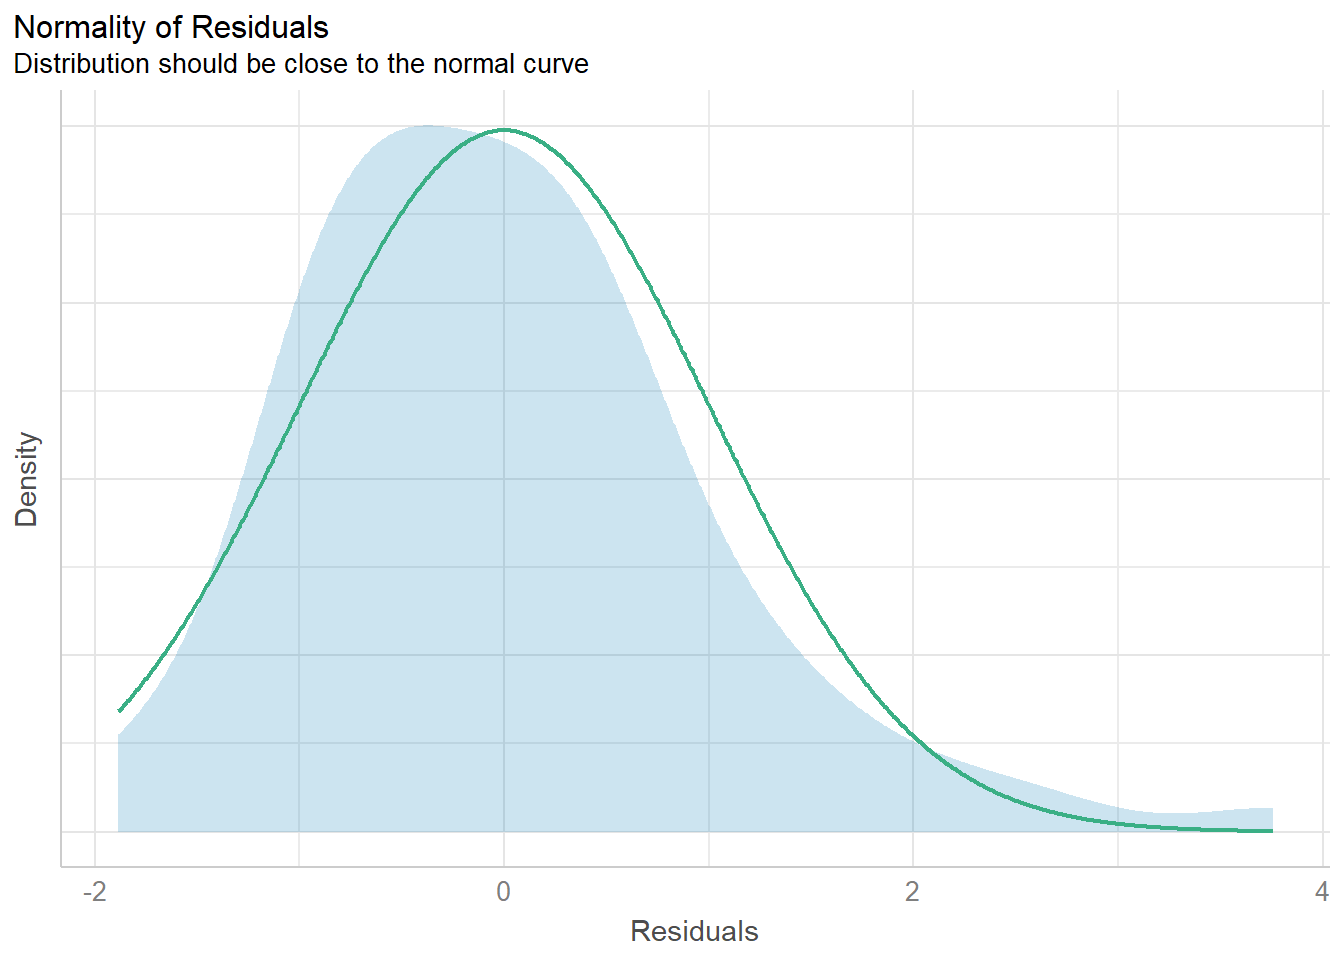 Normality of Residuals
Distribution should be close to the normal curve
Density
-2
0
2
4
Residuals